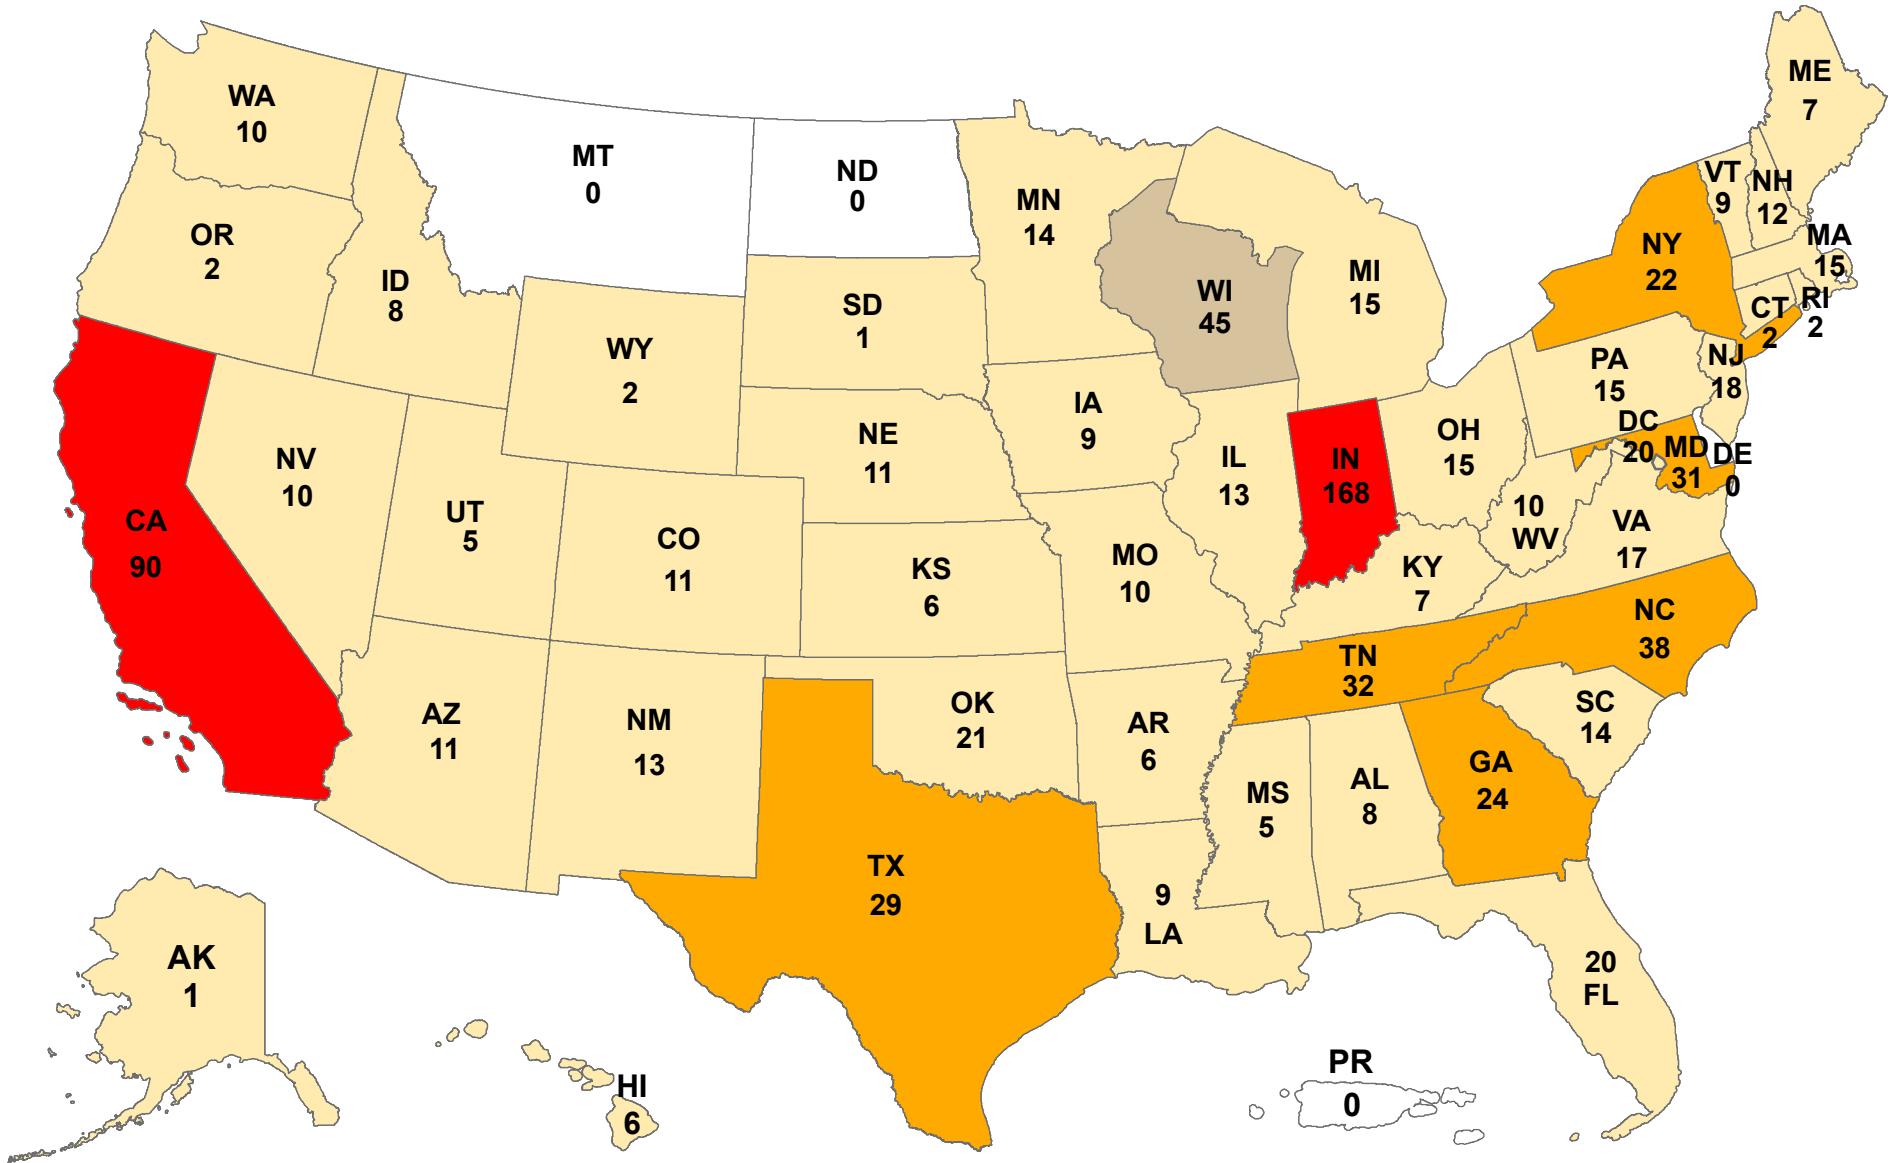 WA
10
OR
2
CA
90
ID
8
NV
10
MT
0
WY
2
UT
5
CO
11
AZ
11
NM
13
ND
0
SD
1
NE
11
KS
6
OK
21
TX
29
MN
14
IA
9
MO
10
AR
6
9
LA
WI
45
IL
13
MI
15
IN
168
OH
15
KY
7
TN
32
MS
5
AL
8
GA
24
20
FL
SC
14
NC
38
VA
17
10
WV
DC
20
MD
31
DE
0
PA
15
NJ
18
NY
22
CT
2
RI
2
MA
15
VT
9
NH
12
ME
7
AK
1
HI
6
PR
0